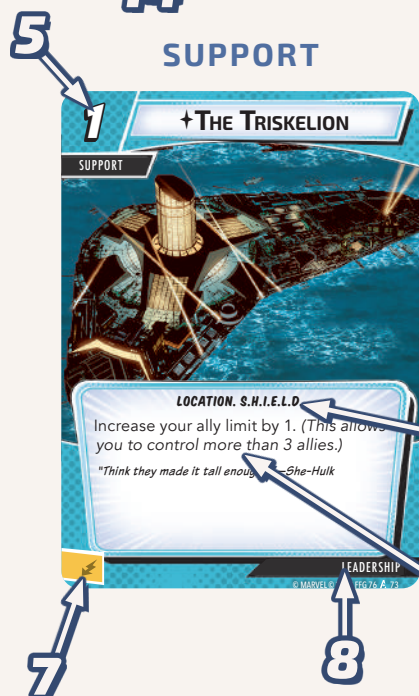 14
5
SUPPORT
1
THE TRISKELION
SUPPORT
LOCATION. S.H.I.E.L.D
Increase your ally limit by 1. (This allows
you to control more than 3 allies.)
"Think they made it tall —She-Hulk
LEADERSHIP
© MARVEL © FFG 76 73
7
8